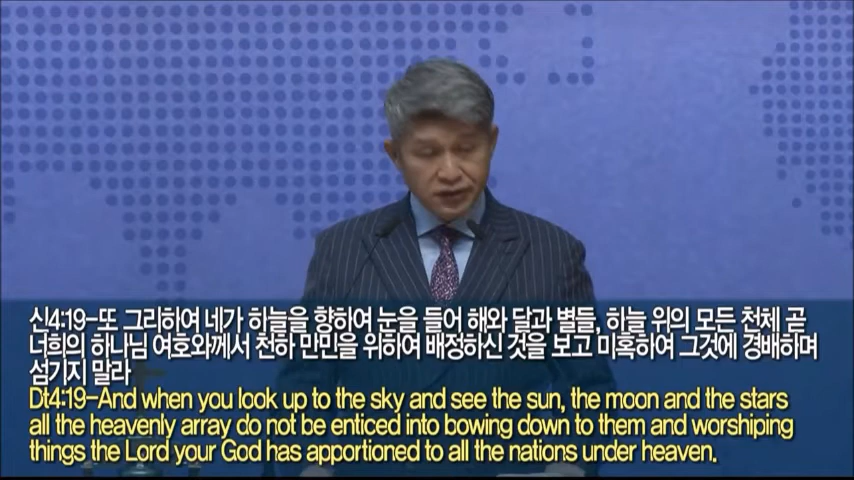 신4:19-또 그리하여 네가 하늘을 향하여 눈을 들어 해와 달과 별들, 하늘 위의 모든 천체 곧
너희의 하나님 여호와께서 천하 만민을 위하여 배정하신 것을 보고 미혹하여 그것에 경배하며
섬기지 말라
Dt4:19-And when you look up to the sky and see the sun, the moon and the stars
all the heavenly array do not be enticed into bowing down to them and worshiping
things the Lord your God has apportioned to all the nations under heaven.